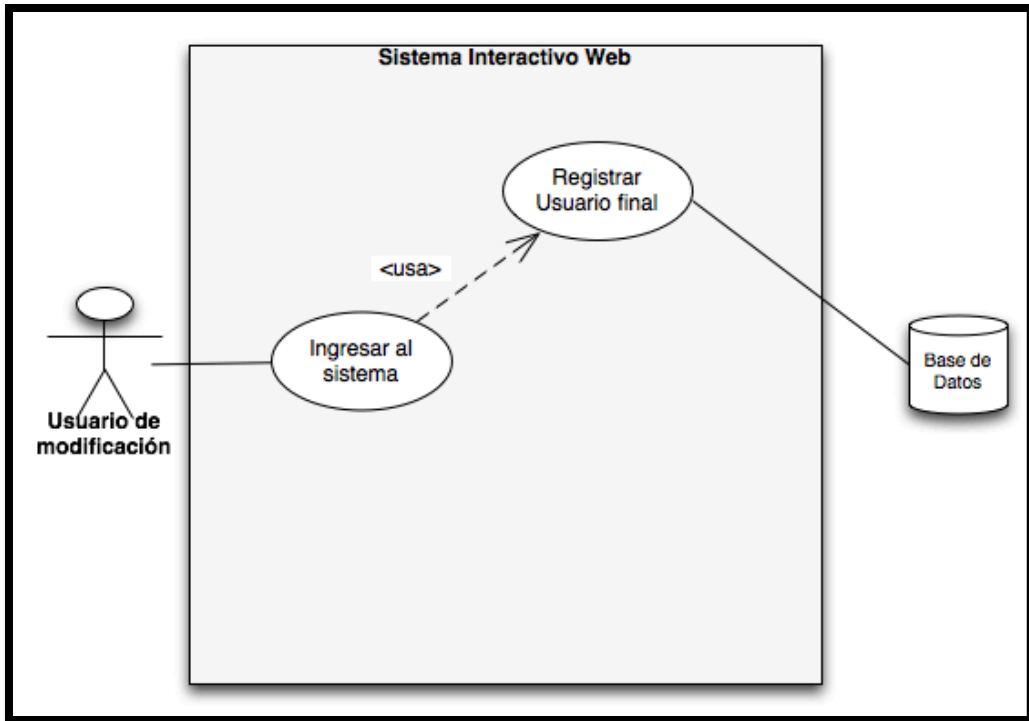 Sistema Interactivo Web
Registrar
Usuario final
<usa>
Ingresar al
sistema
Usuario de
modificación
Base de
Datos